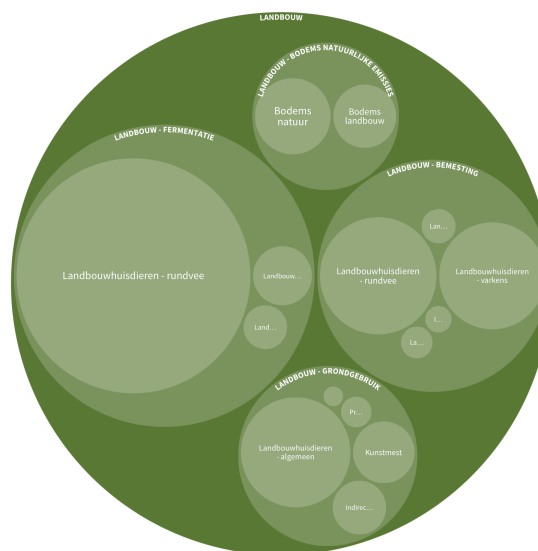 LANDBOUW
LANDBOUW - BODEMS NATUURLIJKE EMISSIES
Bodems
natuur
Bodems
landbouw
LANDBOUW - FERMENTATIE
Landbouwhuisdieren - rundvee
Landbouw…
Land…
LANDBOUW - BEMESTING
Lan…
Landbouwhuisdieren
- rundvee
Landbouwhuisdieren
- varkens
I…
La…
LANDBOUW - GRONDGEBRUIK
Pr…
Landbouwhuisdieren
- algemeen
Kunstmest
Indirec…